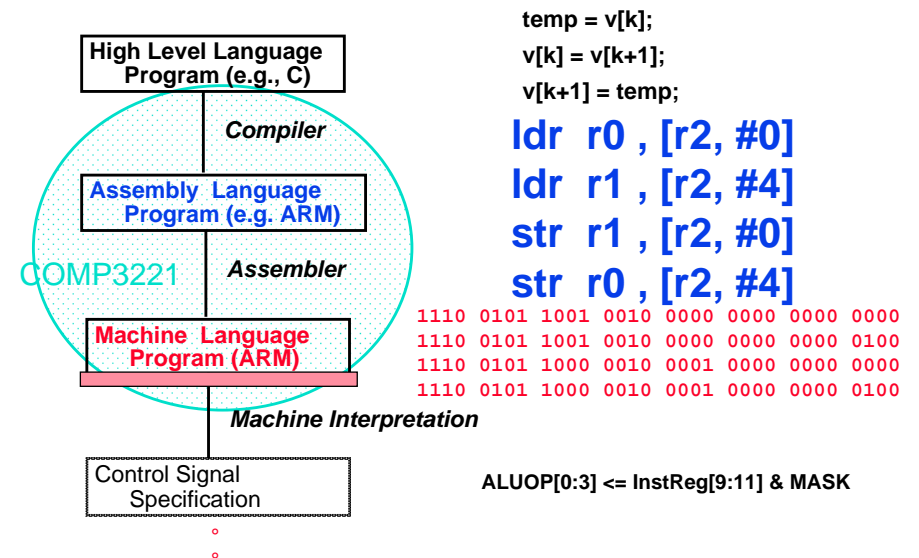 High Level Language
Program (e.g., C)
Compiler
Assembly Language
Program (e.g. ARM)
COMP3221
Assembler
Machine Language
Program (ARM)
Machine Interpretation
Control Signal
Specification
temp = v[k];
v[k] = v[k+1];
v[k+1] = temp;
ldr r0 , [r2, #0]
ldr r1 , [r2, #4]
str r1 , [r2, #0]
str r0 , [r2, #4]
1110 0101 1001 0010 0000 0000 0000 0000
1110 0101 1001 0010 0000 0000 0000 0100
1110 0101 1000 0010 0001 0000 0000 0000
1110 0101 1000 0010 0001 0000 0000 0100
ALUOP[0:3] <= InstReg[9:11] & MASK